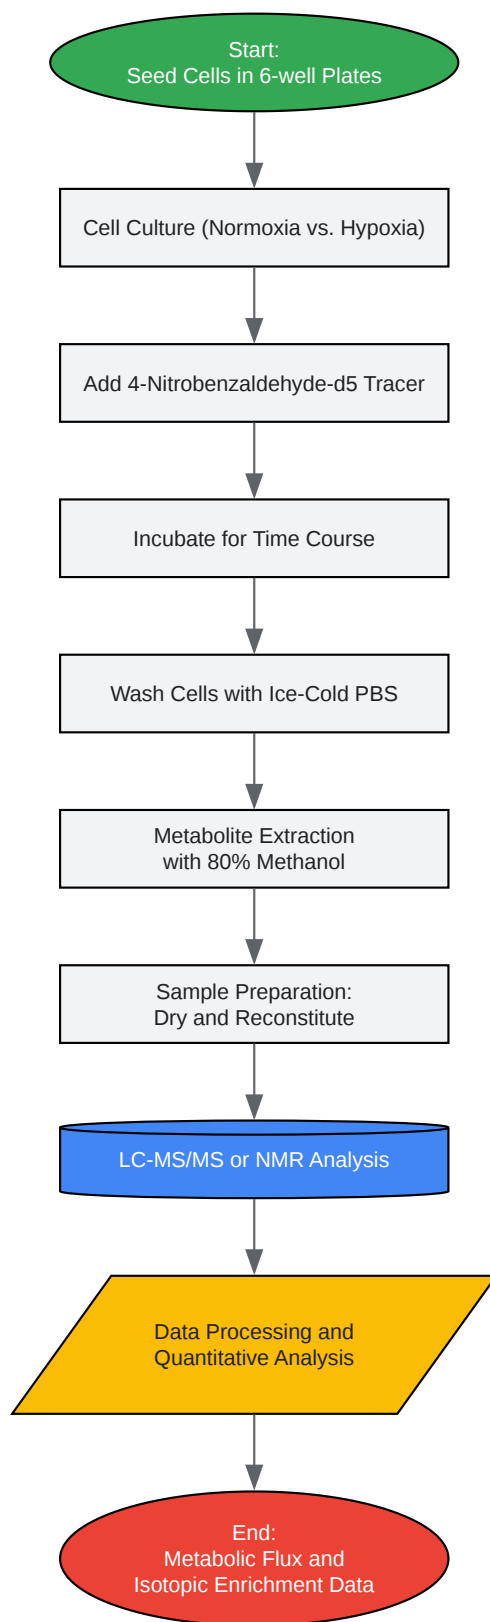 Start:
Seed Cells in 6-well Plates
Cell Culture (Normoxia vs. Hypoxia)
Add 4-Nitrobenzaldehyde-d5 Tracer
Incubate for Time Course
Wash Cells with Ice-Cold PBS
Metabolite Extraction
with 80% Methanol
Sample Preparation:
Dry and Reconstitute
LC-MS/MS or NMR Analysis
Data Processing and
Quantitative Analysis
End:
Metabolic Flux and
Isotopic Enrichment Data